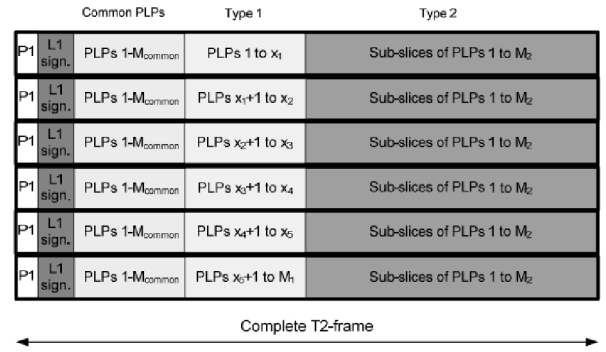 Common PLPs Type 1 Type 2
P1 L1 sign. PLPs 1-Mcommon PLPs 1 to x₁ Sub-slices of PLPs 1 to M₂
P1 L1 sign. PLPs 1-Mcommon PLPs x₁+1 to x₂ Sub-slices of PLPs 1 to M₂
P1 L1 sign. PLPs 1-Mcommon PLPs x₂+1 to x₃ Sub-slices of PLPs 1 to M₂
P1 L1 sign. PLPs 1-Mcommon PLPs x₃+1 to x₄ Sub-slices of PLPs 1 to M₂
P1 L1 sign. PLPs 1-Mcommon PLPs x₄+1 to x₅ Sub-slices of PLPs 1 to M₂
P1 L1 sign. PLPs 1-Mcommon PLPs x₅+1 to M₁ Sub-slices of PLPs 1 to M₂
Complete T2-frame